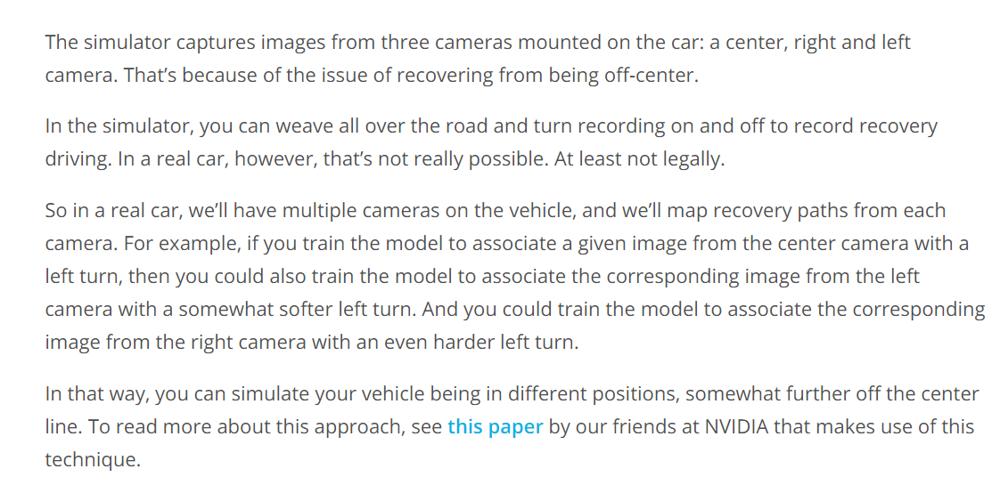 The simulator captures images from three cameras mounted on the car: a center, right and left
camera. That’s because of the issue of recovering from being off-center.
In the simulator, you can weave all over the road and turn recording on and off to record recovery
driving. In a real car, however, that’s not really possible. At least not legally.
So in a real car, we’ll have multiple cameras on the vehicle, and we’ll map recovery paths from each
camera. For example, if you train the model to associate a given image from the center camera with a
left turn, then you could also train the model to associate the corresponding image from the left
camera with a somewhat softer left turn. And you could train the model to associate the corresponding
image from the right camera with an even harder left turn.
In that way, you can simulate your vehicle being in different positions, somewhat further off the center
line. To read more about this approach, see this paper by our friends at NVIDIA that makes use of this
technique.